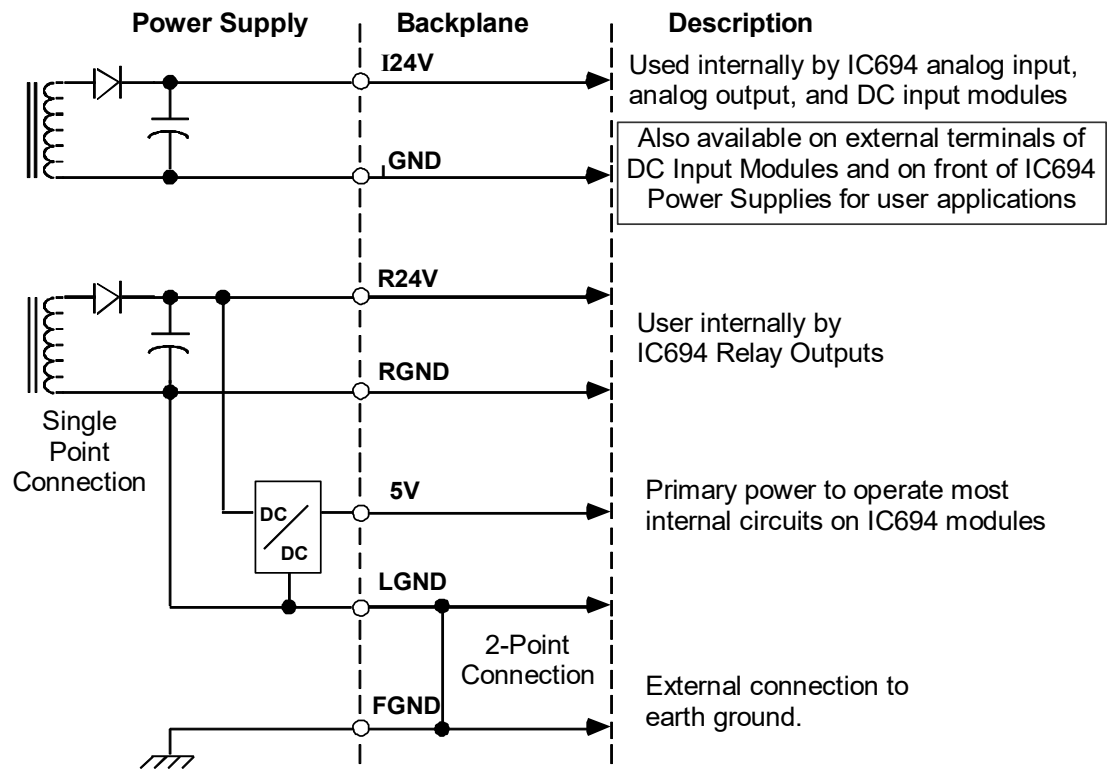 Power Supply
Backplane
Description
I24V
Used internally by IC694 analog input,
analog output, and DC input modules
GND
Also available on external terminals of
DC Input Modules and on front of IC694
Power Supplies for user applications
R24V
User internally by
IC694 Relay Outputs
RGND
Single
Point
Connection
5V
Primary power to operate most
internal circuits on IC694 modules
DC
DC
LGND
2-Point
Connection
FGND
External connection to
earth ground.